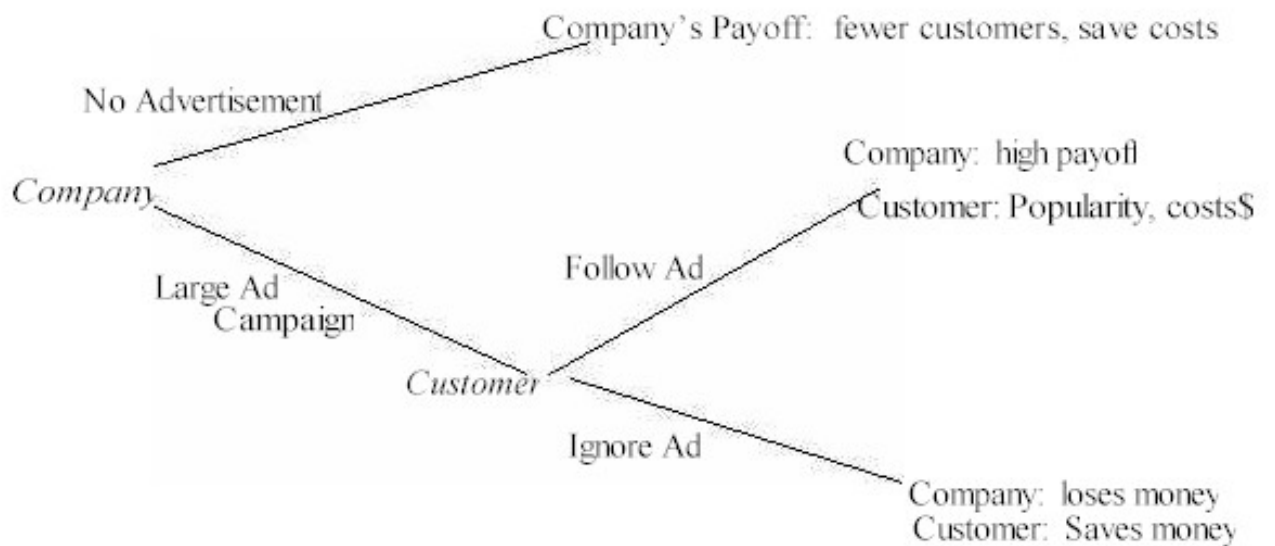 Company's Payoff: fewer customers, save costs
No Advertisement
Company: high payoff
Company
Customer: Popularity, costs$
Follow Ad
Large Ad
Campaign
Customer
Ignore Ad
Company: loses money
Customer: Saves money